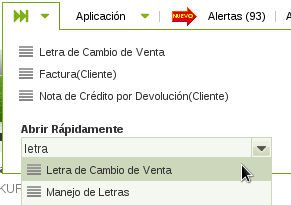 Aplicación
NUEVO
Alertas (93)
Letra de Cambio de Venta
Factura(Cliente)
Nota de Crédito por Devolución(Cliente)
Abrir Rápidamente
letra
Letra de Cambio de Venta
Manejo de Letras
KUR